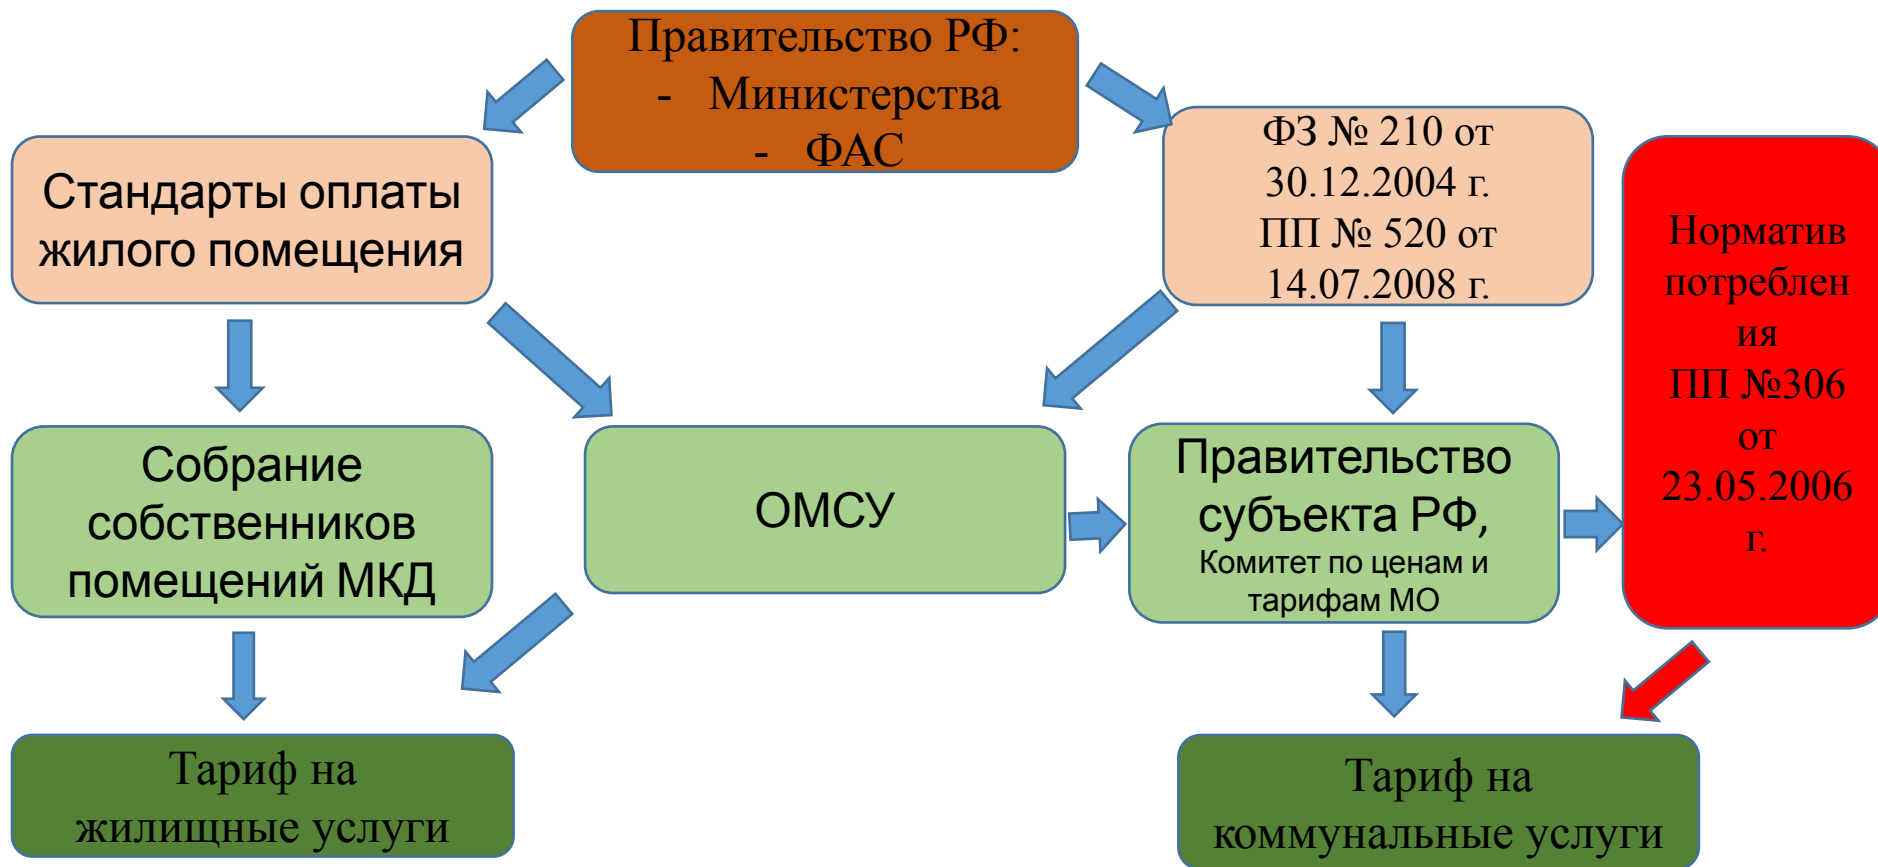 Правительство РФ:
- Министерства
- ФАС
Стандарты оплаты
жилого помещения
ФЗ № 210 от
30.12.2004 г.
ПП № 520 от
14.07.2008 г.
Норматив
потреблен
ия
ПП №306
от
23.05.2006
г.
Собрание
собственников
помещений МКД
ОМСУ
Правительство
субъекта РФ,
Комитет по ценам и
тарифам МО
Тариф на
жилищные услуги
Тариф на
коммунальные услуги